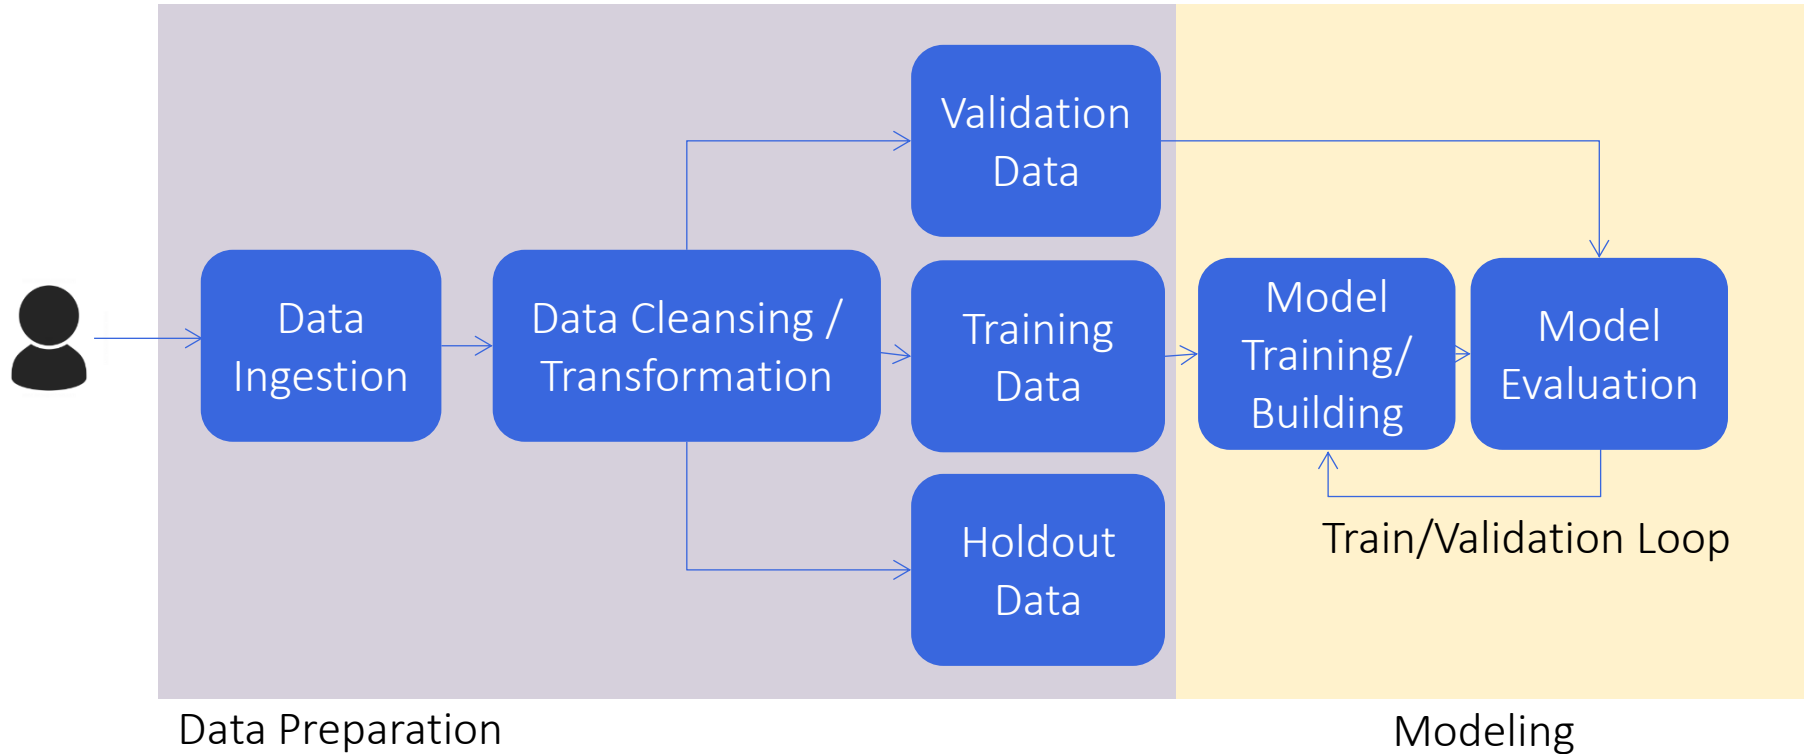 Validation
Data
Data
Ingestion
Data Cleansing /
Transformation
Training
Data
Model
Training/
Building
Model
Evaluation
Holdout
Data
Train/Validation Loop
Data Preparation
Modeling